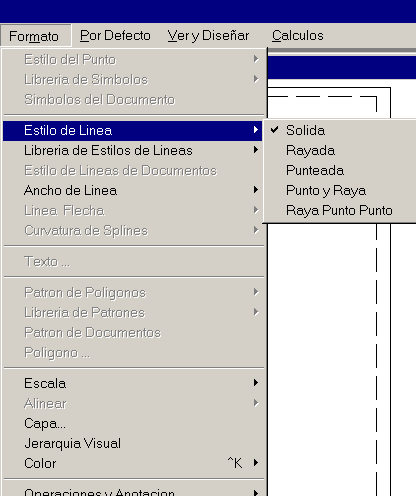 Formato Por Defecto Ver y Diseñar Calculos
Estilo del Punto
Libreria de Simbolos
Simbolos del Documento
Estilo de Linea
Libreria de Estilos de Lineas
Estilo de Lineas de Documentos
Ancho de Linea
Linea Flecha
Curvatura de Splines
Texto ...
Patron de Poligonos
Libreria de Patrones
Patron de Documentos
Poligono ...
Escala
Alinear
Capa...
Jerarquia Visual
Color ^K
Operaciones y Anotacion
Solida
Rayada
Punteada
Punto y Raya
Raya Punto Punto